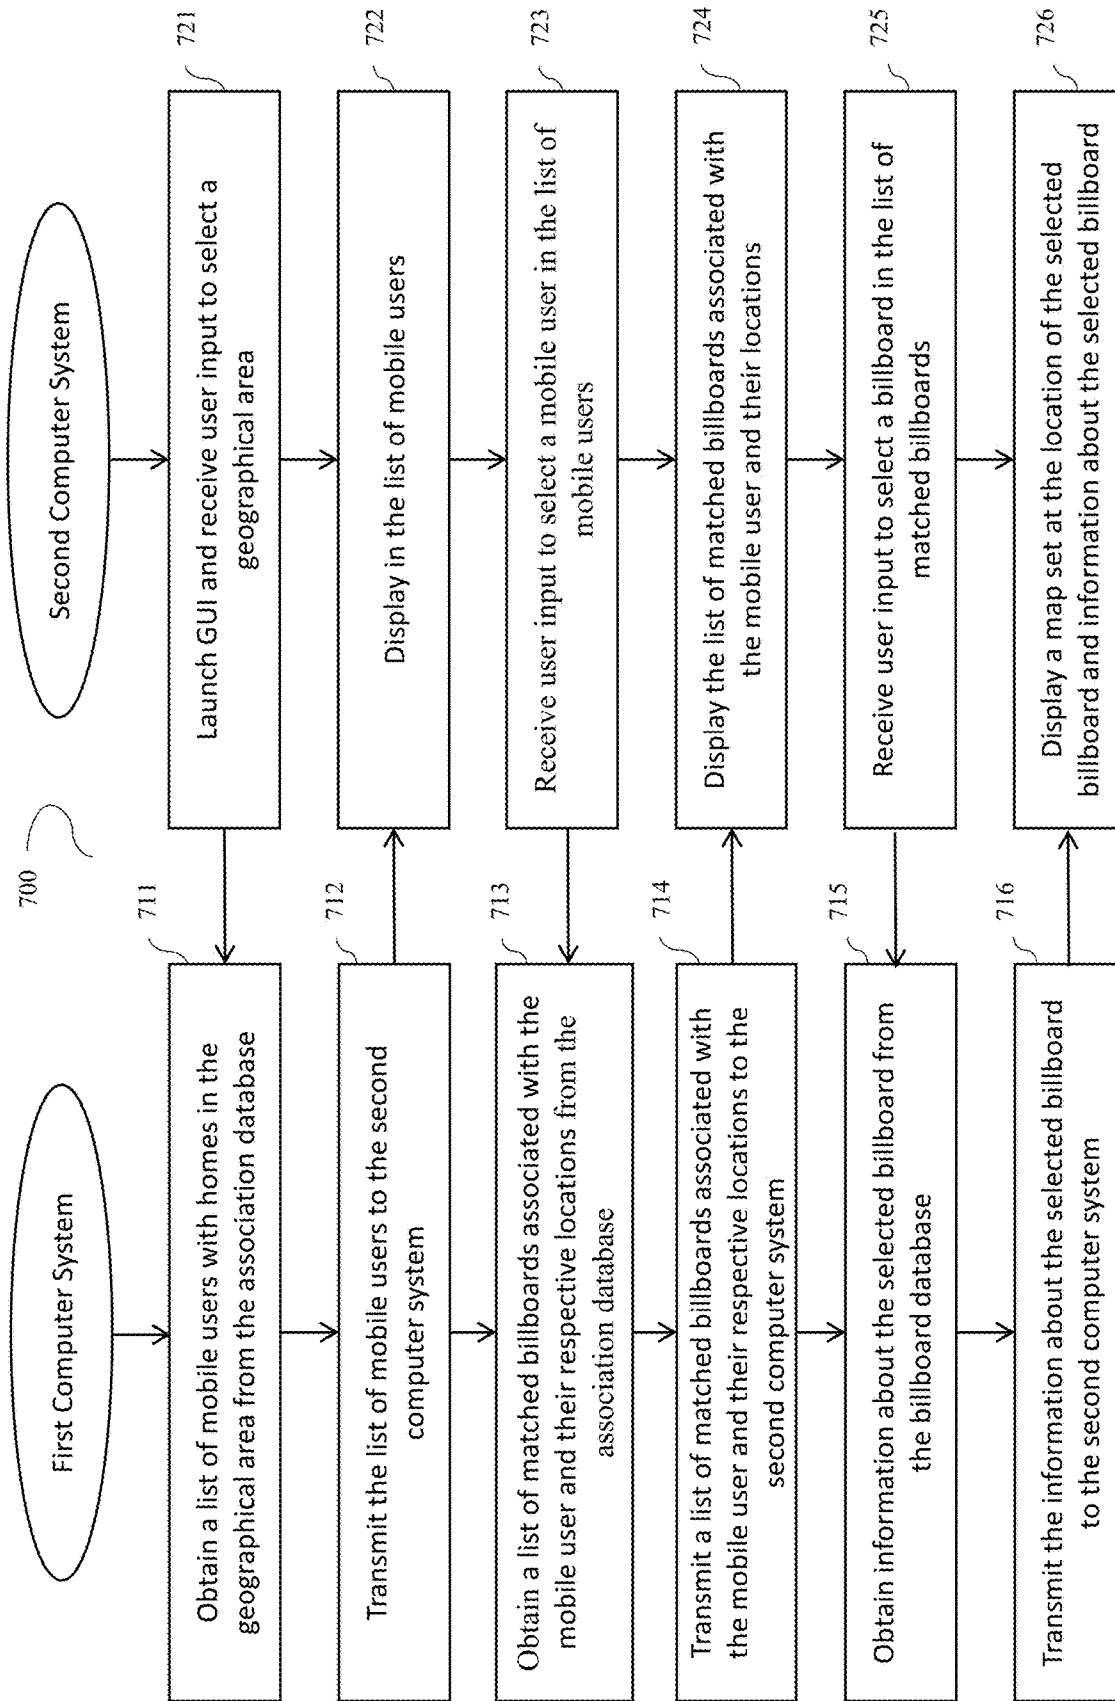 700
First Computer System
711
Obtain a list of mobile users with homes in the
geographical area from the association database
712
Transmit the list of mobile users to the second
computer system
713
Obtain a list of matched billboards associated with the
mobile user and their respective locations from the
association database
714
Transmit a list of matched billboards associated with
the mobile user and their respective locations to the
second computer system
715
Obtain information about the selected billboard from
the billboard database
716
Transmit the information about the selected billboard
to the second computer system
Second Computer System
721
Launch GUI and receive user input to select a
geographical area
722
Display in the list of mobile users
723
Receive user input to select a mobile user in the list of
mobile users
724
Display the list of matched billboards associated with
the mobile user and their locations
725
Receive user input to select a billboard in the list of
matched billboards
726
Display a map set at the location of the selected
billboard and information about the selected billboard